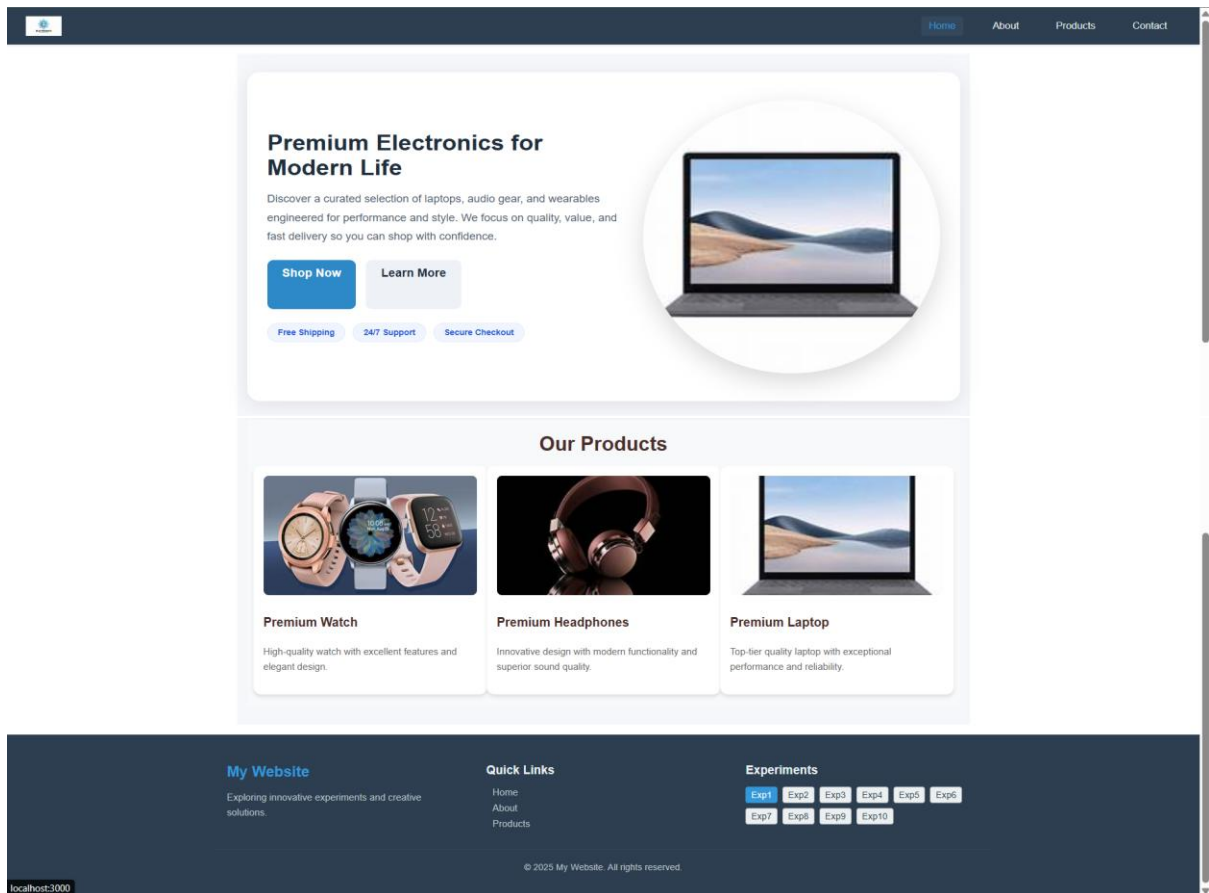 Home About Products Contact
Premium Electronics for
Modern Life
Discover a curated selection of laptops, audio gear, and wearables
engineered for performance and style. We focus on quality, value, and
fast delivery so you can shop with confidence.
Shop Now Learn More
Free Shipping 24/7 Support Secure Checkout
Our Products
12
58
Premium Watch
High-quality watch with excellent features and
elegant design.
Premium Headphones
Innovative design with modern functionality and
superior sound quality.
Premium Laptop
Top-tier quality laptop with exceptional
performance and reliability.
My Website
Exploring innovative experiments and creative
solutions.
Quick Links
Home
About
Products
Experiments
Exp1 Exp2 Exp3 Exp4 Exp5 Exp6
Exp7 Exp8 Exp9 Exp10
© 2025 My Website. All rights reserved.
localhost:3000